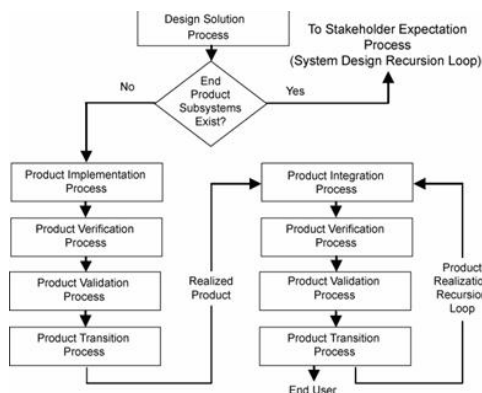 Design Solution
Process
To Stakeholder Expectation
Process
(System Design Recursion Loop)
No
End
Product
Subsystems
Exist?
Yes
Product Implementation
Process
Product Verification
Process
Product Validation
Process
Product Transition
Process
Realized
Product
Product Integration
Process
Product Verification
Process
Product Validation
Process
Product Transition
Process
Product
Realization
Recursion
Loop
End User